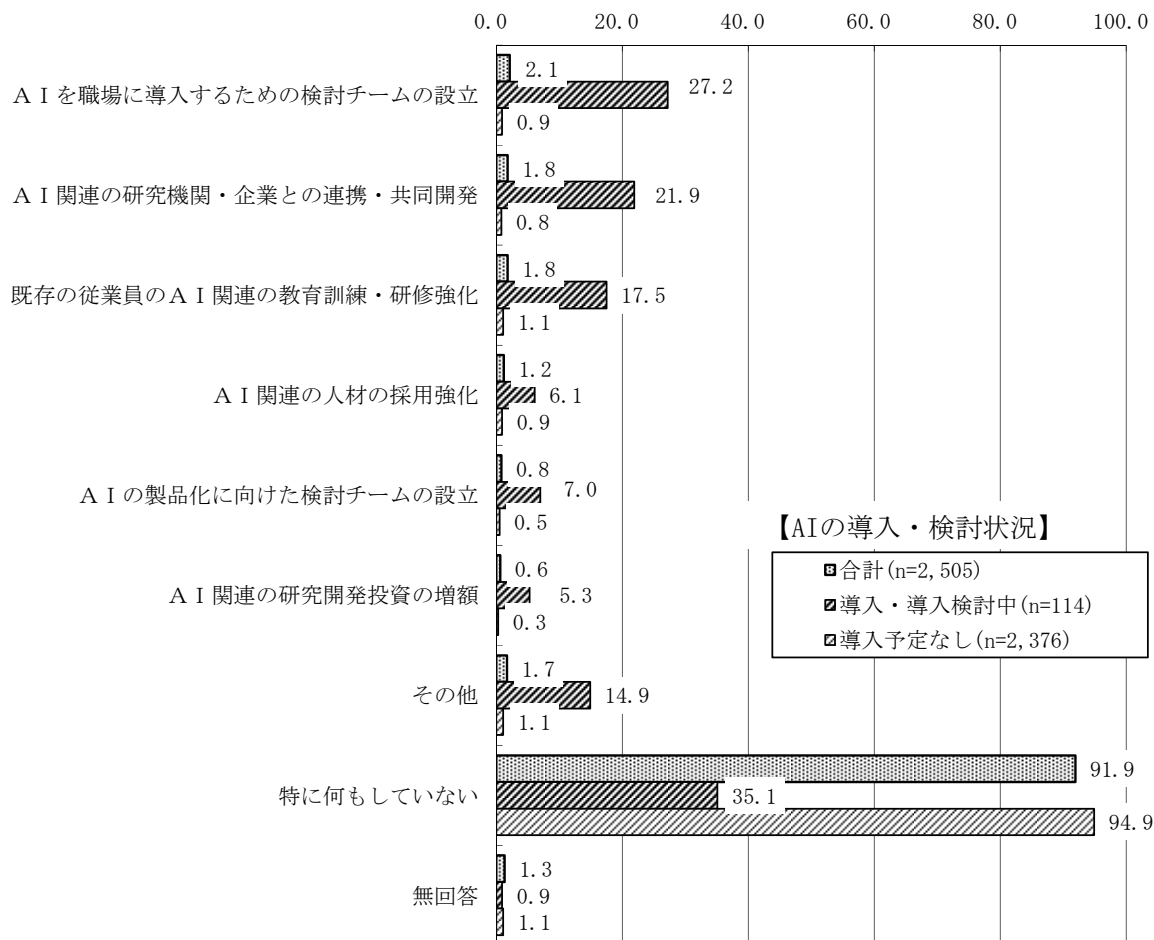 0.0 20.0 40.0 60.0 80.0 100.0
ＡＩを職場に導入するための検討チームの設立
2.1
27.2
0.9
ＡＩ関連の研究機関・企業との連携・共同開発
1.8
21.9
0.8
既存の従業員のＡＩ関連の教育訓練・研修強化
1.8
17.5
1.1
ＡＩ関連の人材の採用強化
1.2
6.1
0.9
ＡＩの製品化に向けた検討チームの設立
0.8
7.0
0.5
ＡＩ関連の研究開発投資の増額
0.6
5.3
0.3
その他
1.7
14.9
1.1
特に何もしていない
91.9
35.1
94.9
無回答
1.3
0.9
1.1
【AIの導入・検討状況】
合計(n=2,505)
導入・導入検討中(n=114)
導入予定なし(n=2,376)